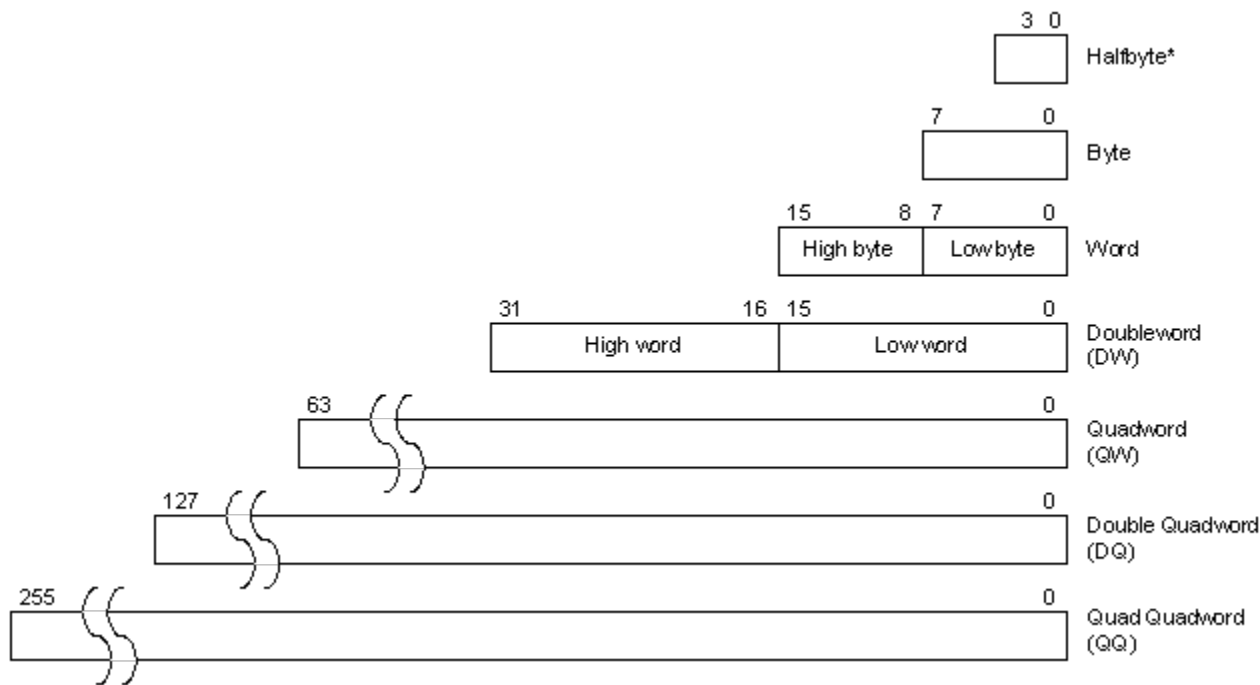 3 0
Halfbyte*
7 0
Byte
15 8 7 0
High byte Low byte Word
31 16 15 0
High word Low word Doubleword
(DW)
63 0
Quadword
(QW)
127 0
Double Quadword
(DQ)
255 0
Quad Quadword
(QQ)